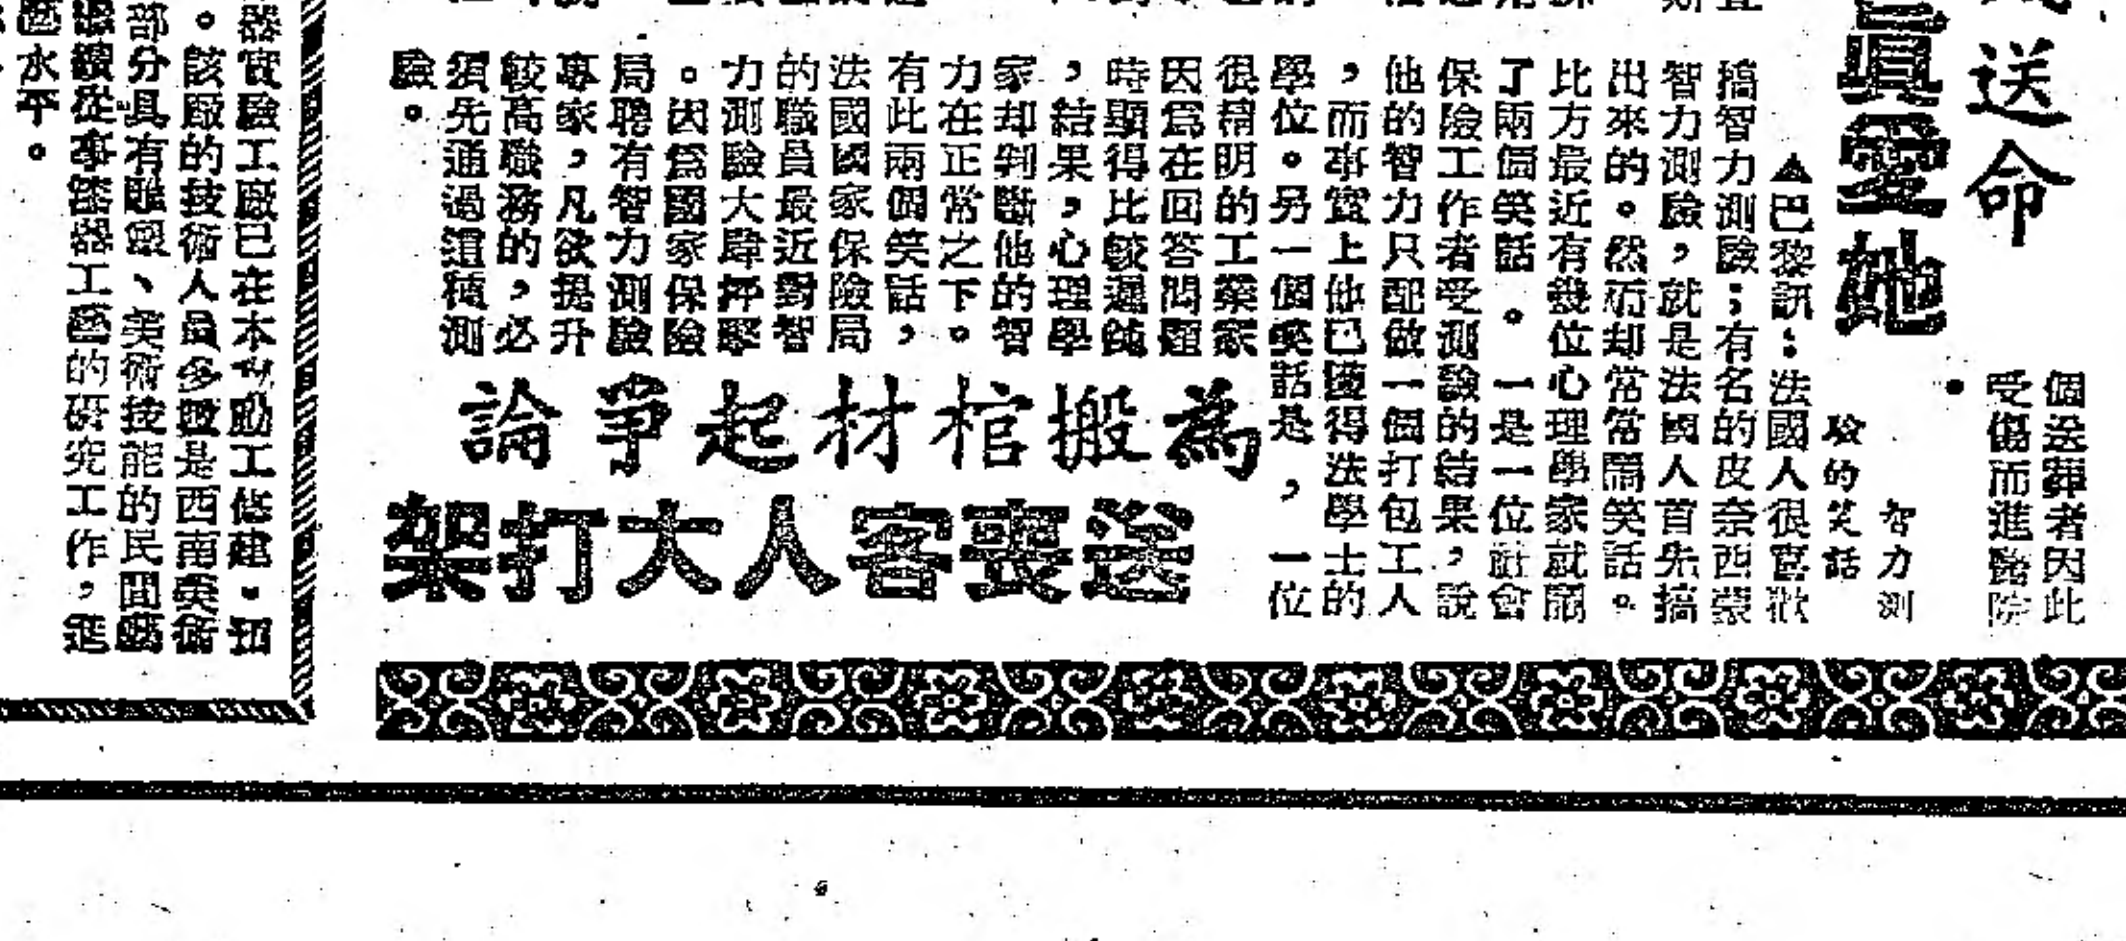 送命
眞愛她
個送葬者因此
受傷而進醫院
智力測
驗的笑話
▲巴黎訊：法國人很喜歡
搞智力測驗；有名的皮奈西蒙
智力測驗，就是法國人首先搞
出來的。然而却常常鬧笑話。
比方最近有幾位心理學家就鬧
了兩個笑話。一是一位社會
保險工作者受測驗的結果，說
他的智力只配做一個打包工人
，而事實上他已獲得法學士的
學位。另一個笑話是，一位
很精明的工業家
因爲在回答問題
時顯得比較遲鈍
，結果，心理學
家却判斷他的智
力在正常之下。
有此兩個笑話，
法國國家保險局
的職員最近對智
力測驗大肆抨擊
。因爲國家保險
局聘有智力測驗
專家，凡欲提升
較高職務的，必
須先通過這種測
驗。
為搬棺材起爭論
送喪客人大打架
器實驗工廠已在本　動工修建。預
。該廠的技術人員多數是西南美術
部分具有雕　、美術技能的民間藝
繼續從事漆器工藝的研究工作，進
藝水平。